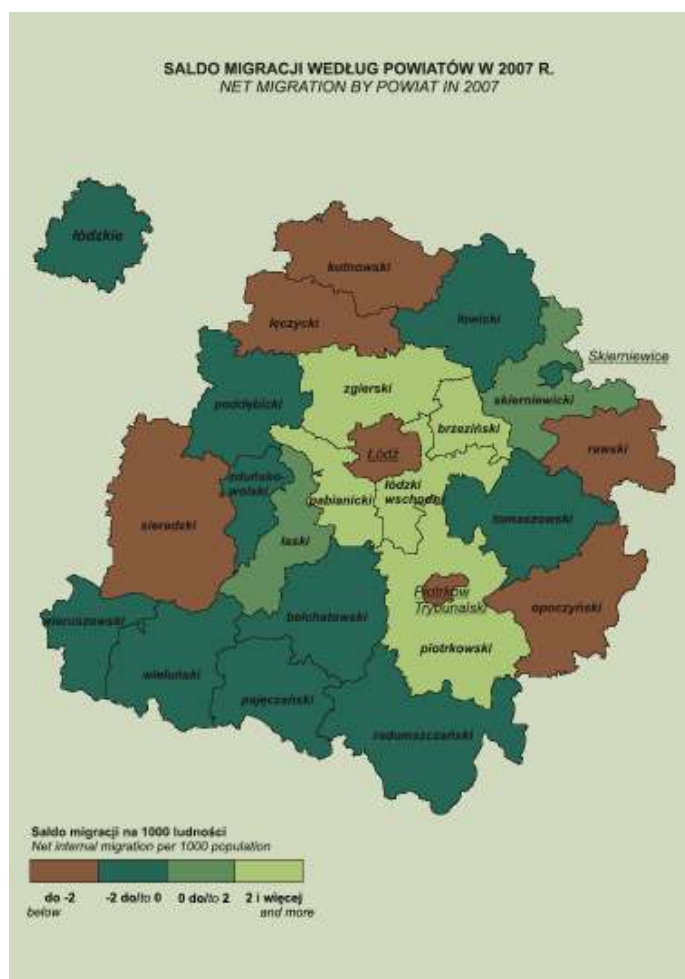 SALDO MIGRACJI WEDŁUG POWIATÓW W 2007 R.
NET MIGRATION BY POWIAT IN 2007
łódzkie
kutnowski
łęczycki
łowicki
Skierniewice
zgierski
skierniewicki
poddębicki
brzeziński
rawski
Łódź
zduńsko-
wolski
pabianicki
łódzki
wschodni
sieradzki
tomaszowski
łaski
Piotrków
Trybunalski
opoczyński
wieruszowski
bełchatowski
piotrkowski
wieluński
pajęczański
radomszczański
Saldo migracji na 1000 ludności
Net internal migration per 1000 population
do -2 -2 do/to 0 0 do/to 2 2 i więcej
below and more